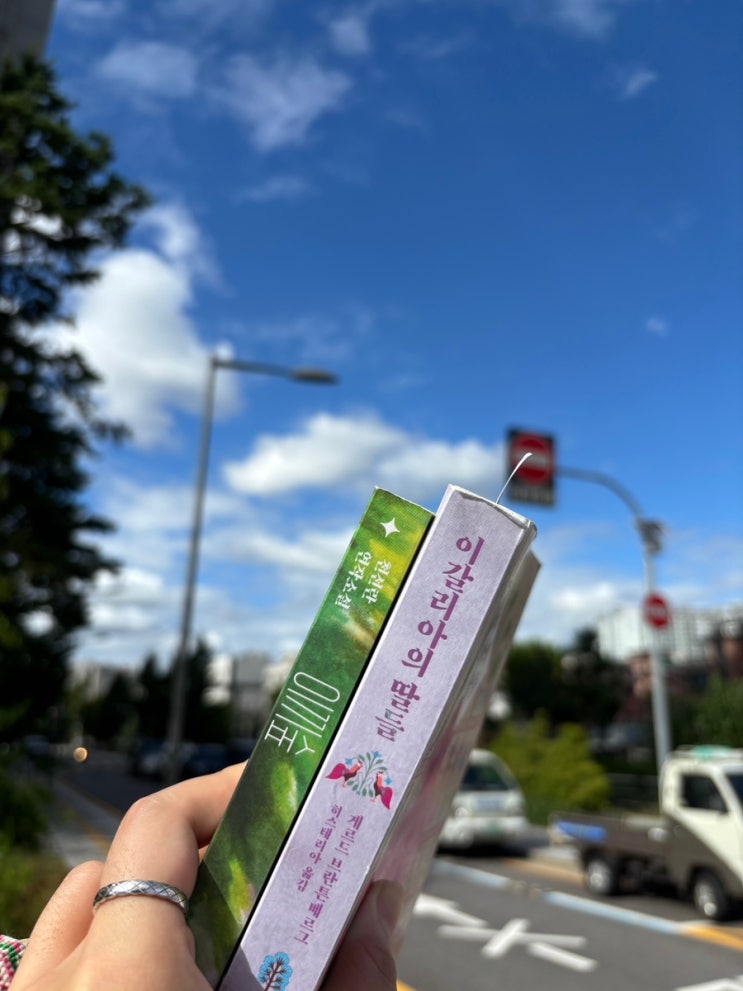 천선란
연작소설
이끼숲
이갈리아의 딸들
게르드 브란튼베르그
히스테리아 옮김